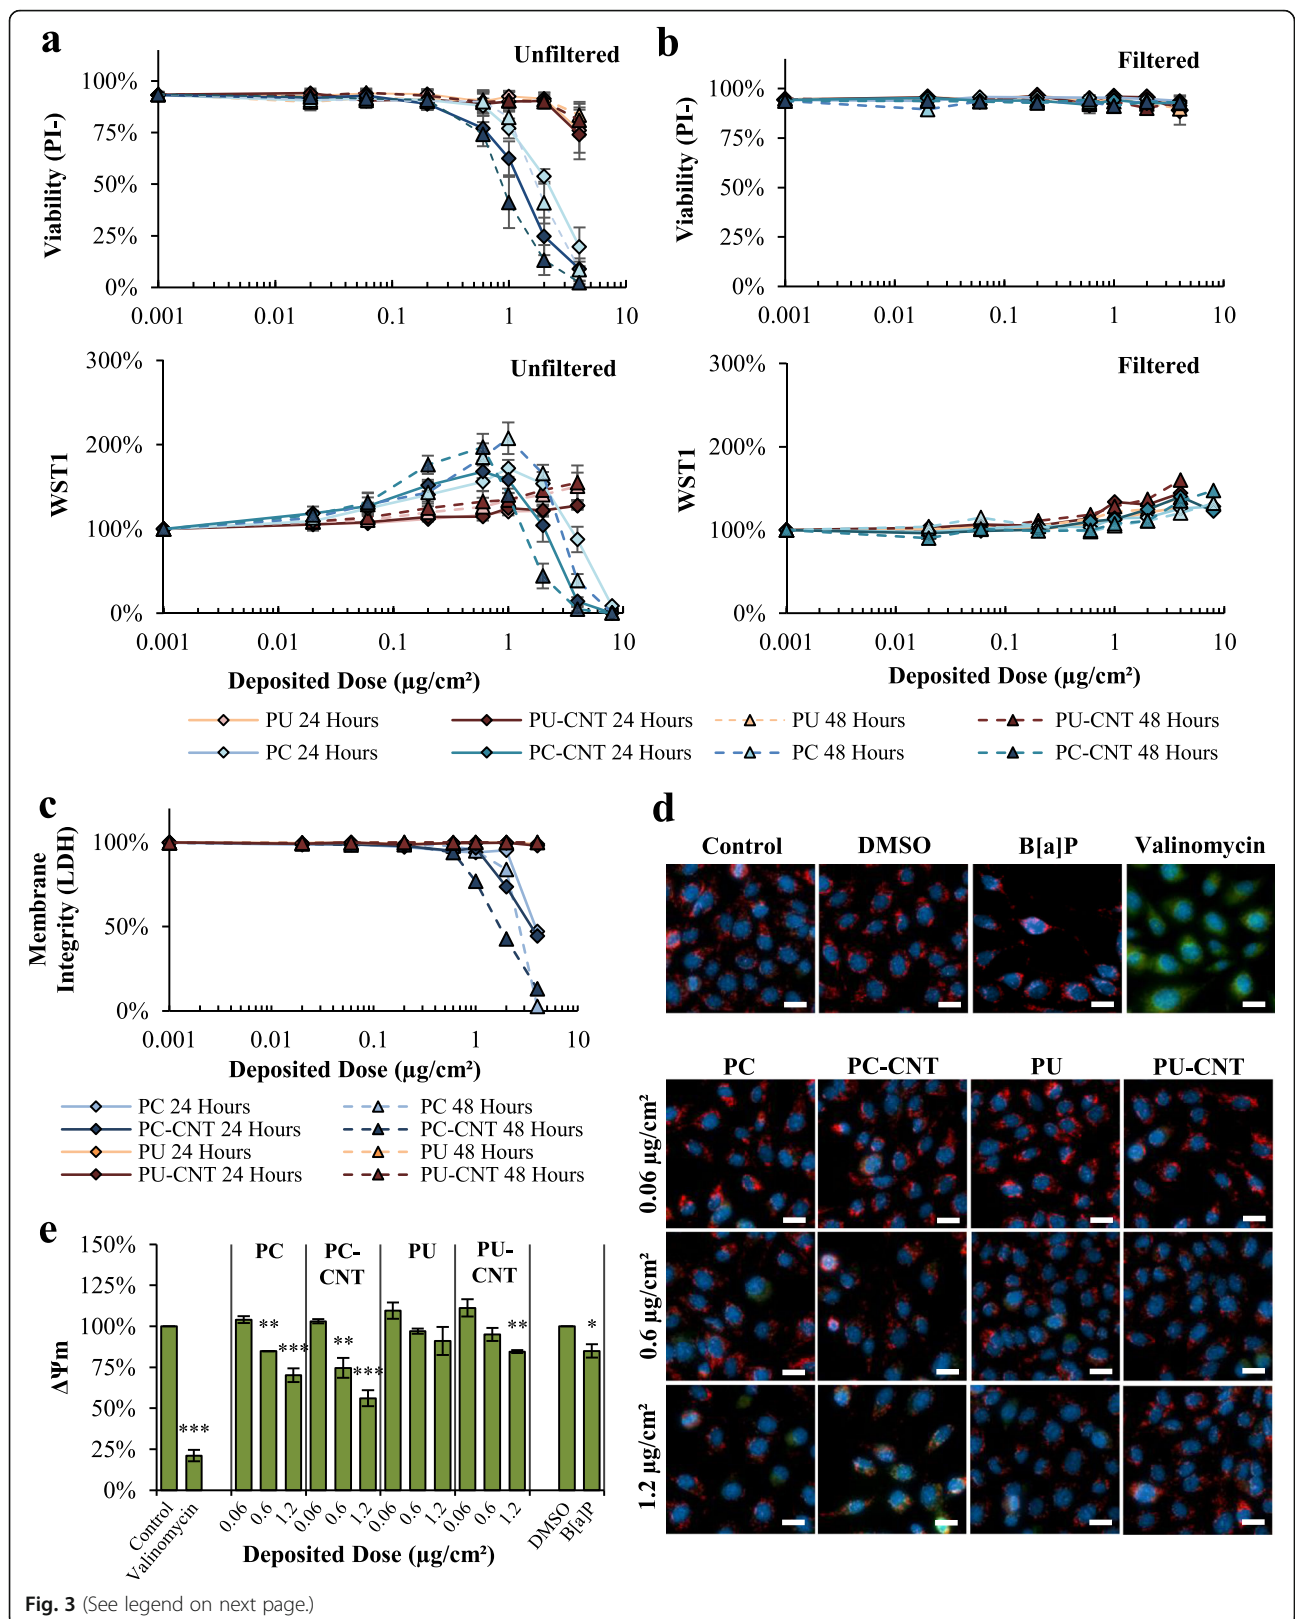 a
Unfiltered
Viability (PI-)
100%
75%
50%
25%
0%
0.001 0.01 0.1 1 10
b
Filtered
Viability (PI-)
100%
75%
50%
25%
0%
0.001 0.01 0.1 1 10
Unfiltered
WST1
300%
200%
100%
0%
0.001 0.01 0.1 1 10
Deposited Dose (µg/cm²)
Filtered
WST1
300%
200%
100%
0%
0.001 0.01 0.1 1 10
Deposited Dose (µg/cm²)
PU 24 Hours PU-CNT 24 Hours PU 48 Hours PU-CNT 48 Hours
PC 24 Hours PC-CNT 24 Hours PC 48 Hours PC-CNT 48 Hours
c
Membrane
Integrity (LDH)
100%
50%
0%
0.001 0.01 0.1 1 10
Deposited Dose (µg/cm²)
PC 24 Hours PC 48 Hours
PC-CNT 24 Hours PC-CNT 48 Hours
PU 24 Hours PU 48 Hours
PU-CNT 24 Hours PU-CNT 48 Hours
d
Control DMSO B[a]P Valinomycin
PC PC-CNT PU PU-CNT
0.06 µg/cm²
0.6 µg/cm²
1.2 µg/cm²
e
ΔΨm
150%
125%
100%
75%
50%
25%
0%
PC PC- PU PU-
CNT CNT
*** ** *** ** *** ** *
Control Valinomycin 0.06 0.6 1.2 0.06 0.6 1.2 0.06 0.6 1.2 0.06 0.6 1.2 DMSO B[a]P
Deposited Dose (µg/cm²)
Fig. 3 (See legend on next page.)